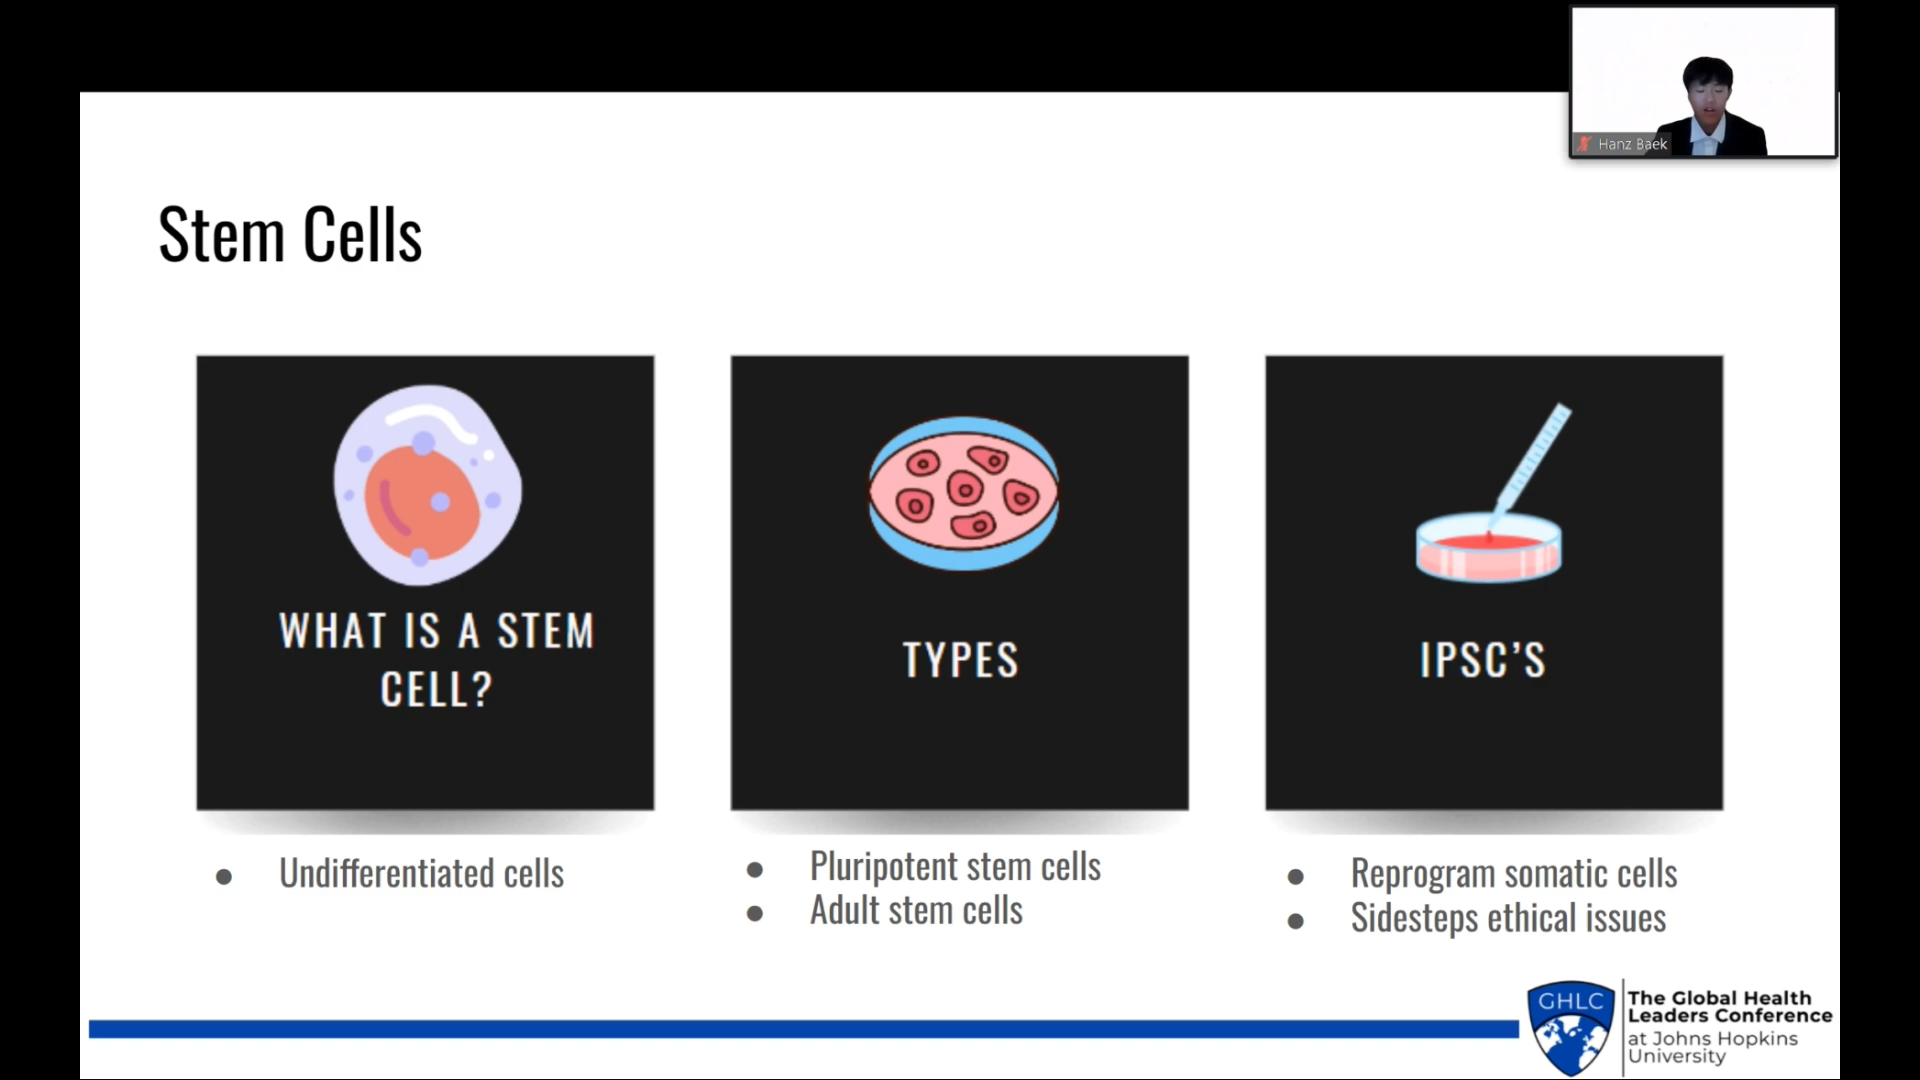 Hanz Baek
Stem Cells
WHAT IS A STEM
CELL?
● Undifferentiated cells
TYPES
● Pluripotent stem cells
● Adult stem cells
IPSC’S
● Reprogram somatic cells
● Sidesteps ethical issues
GHLC
The Global Health
Leaders Conference
at Johns Hopkins
University